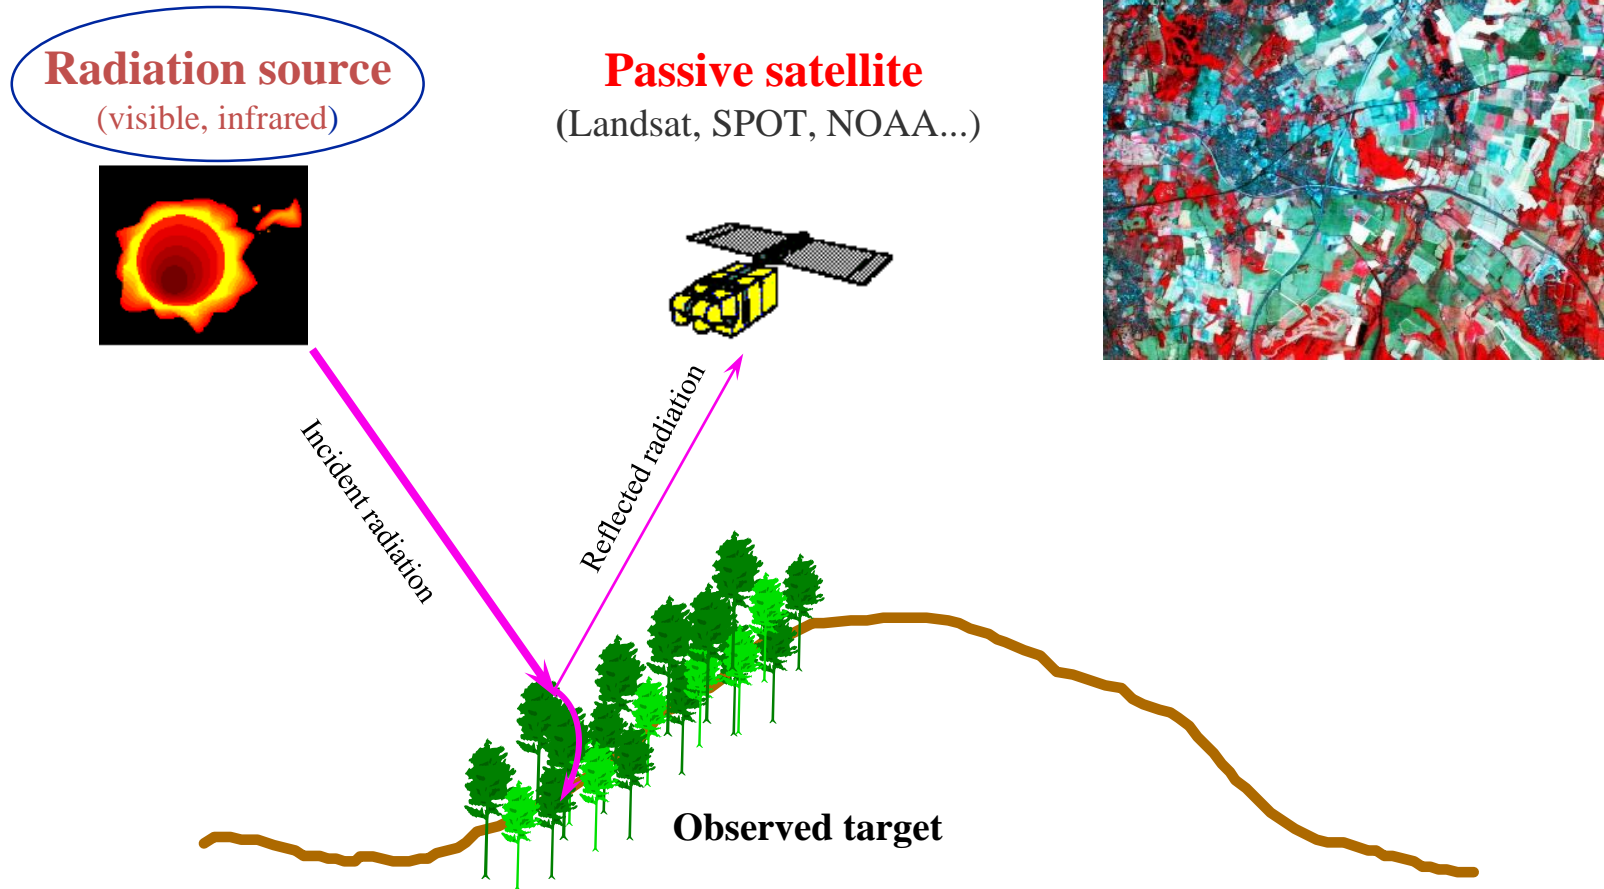 Radiation source
(visible, infrared)
Passive satellite
(Landsat, SPOT, NOAA...)
Incident radiation
Reflected radiation
Observed target